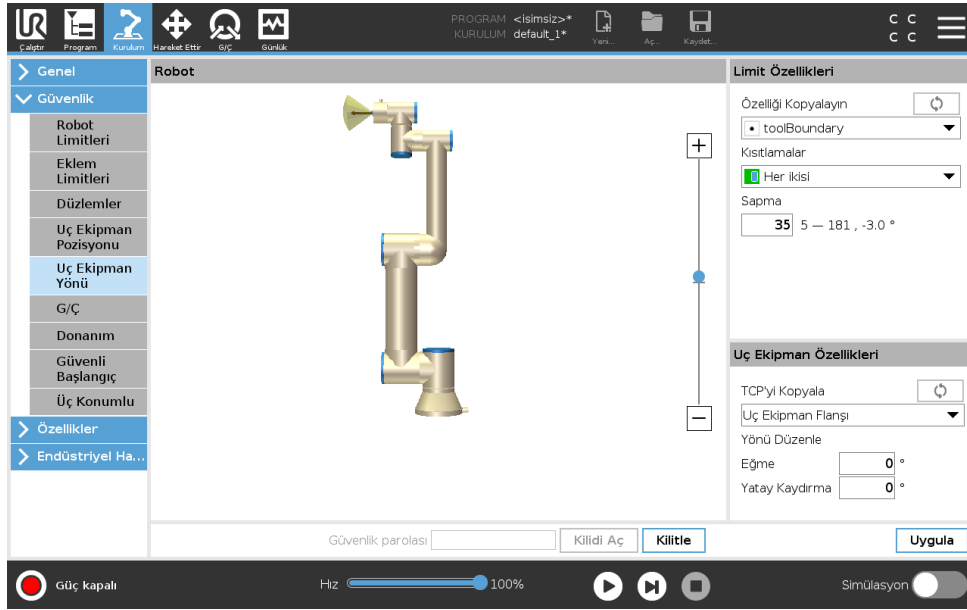 PROGRAM <isimsiz>*
KURULUM default_1*
Çalıştır
Program
Kurulum
Hareket Ettir
G/Ç
Günlük
Yeni...
Aç...
Kaydet...
C C
C C
Genel
Güvenlik
Robot
Limitleri
Eklem
Limitleri
Düzlemler
Uç Ekipman
Pozisyonu
Uç Ekipman
Yönü
G/Ç
Donanım
Güvenli
Başlangıç
Üç Konumlu
Özellikler
Endüstriyel Ha...
Robot
Limit Özellikleri
Özelliği Kopyalayın
toolBoundary
Kısıtlamalar
Her ikisi
Sapma
35 5 — 181 , -3.0 °
Uç Ekipman Özellikleri
TCP'yi Kopyala
Uç Ekipman Flanşı
Yönü Düzenle
Eğme 0 °
Yatay Kaydırma 0 °
Güvenlik parolası
Kilidi Aç
Kilitle
Uygula
Güç kapalı
Hız
100%
Simülasyon